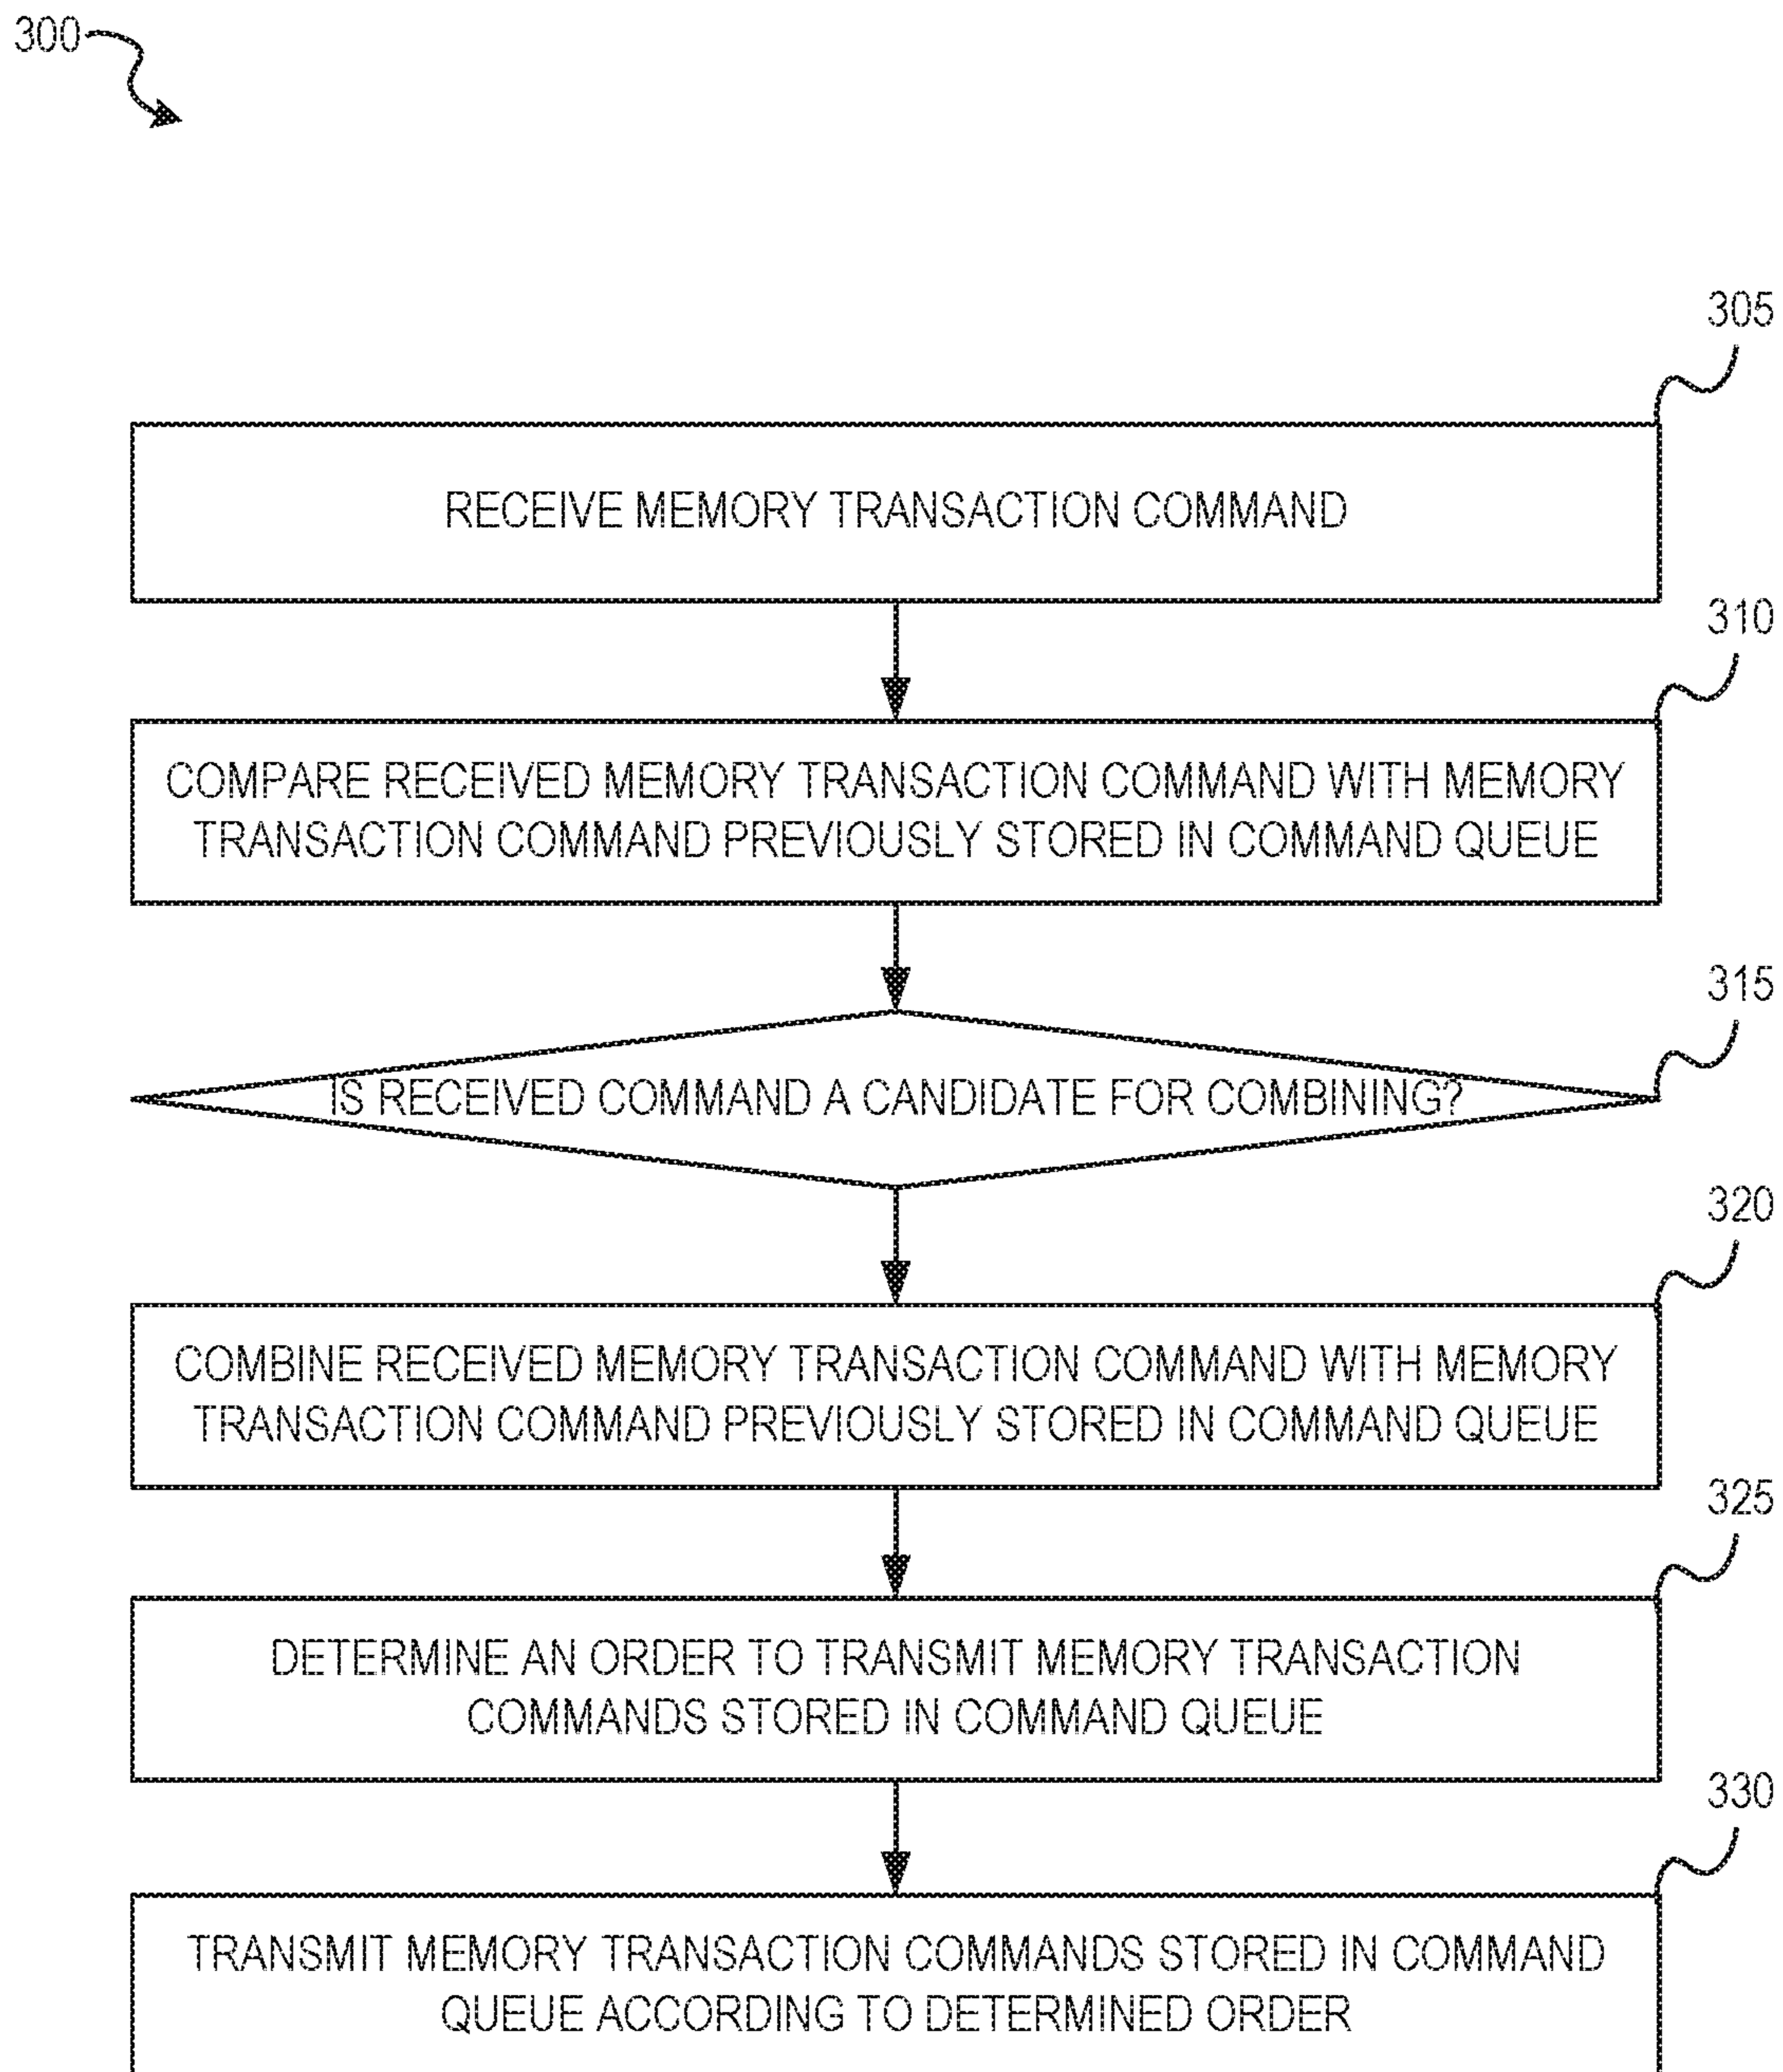 300
305
RECEIVE MEMORY TRANSACTION COMMAND
310
COMPARE RECEIVED MEMORY TRANSACTION COMMAND WITH MEMORY
TRANSACTION COMMAND PREVIOUSLY STORED IN COMMAND QUEUE
315
IS RECEIVED COMMAND A CANDIDATE FOR COMBINING?
320
COMBINE RECEIVED MEMORY TRANSACTION COMMAND WITH MEMORY
TRANSACTION COMMAND PREVIOUSLY STORED IN COMMAND QUEUE
325
DETERMINE AN ORDER TO TRANSMIT MEMORY TRANSACTION
COMMANDS STORED IN COMMAND QUEUE
330
TRANSMIT MEMORY TRANSACTION COMMANDS STORED IN COMMAND
QUEUE ACCORDING TO DETERMINED ORDER